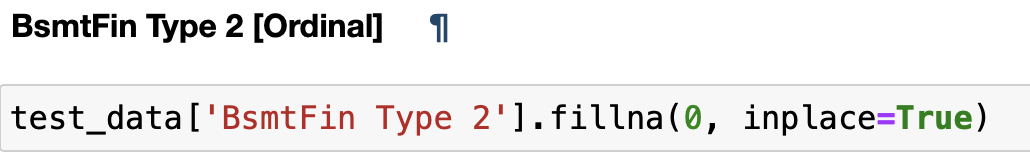 BsmtFin Type 2 [Ordinal] ¶
test_data['BsmtFin Type 2'].fillna(0, inplace=True)